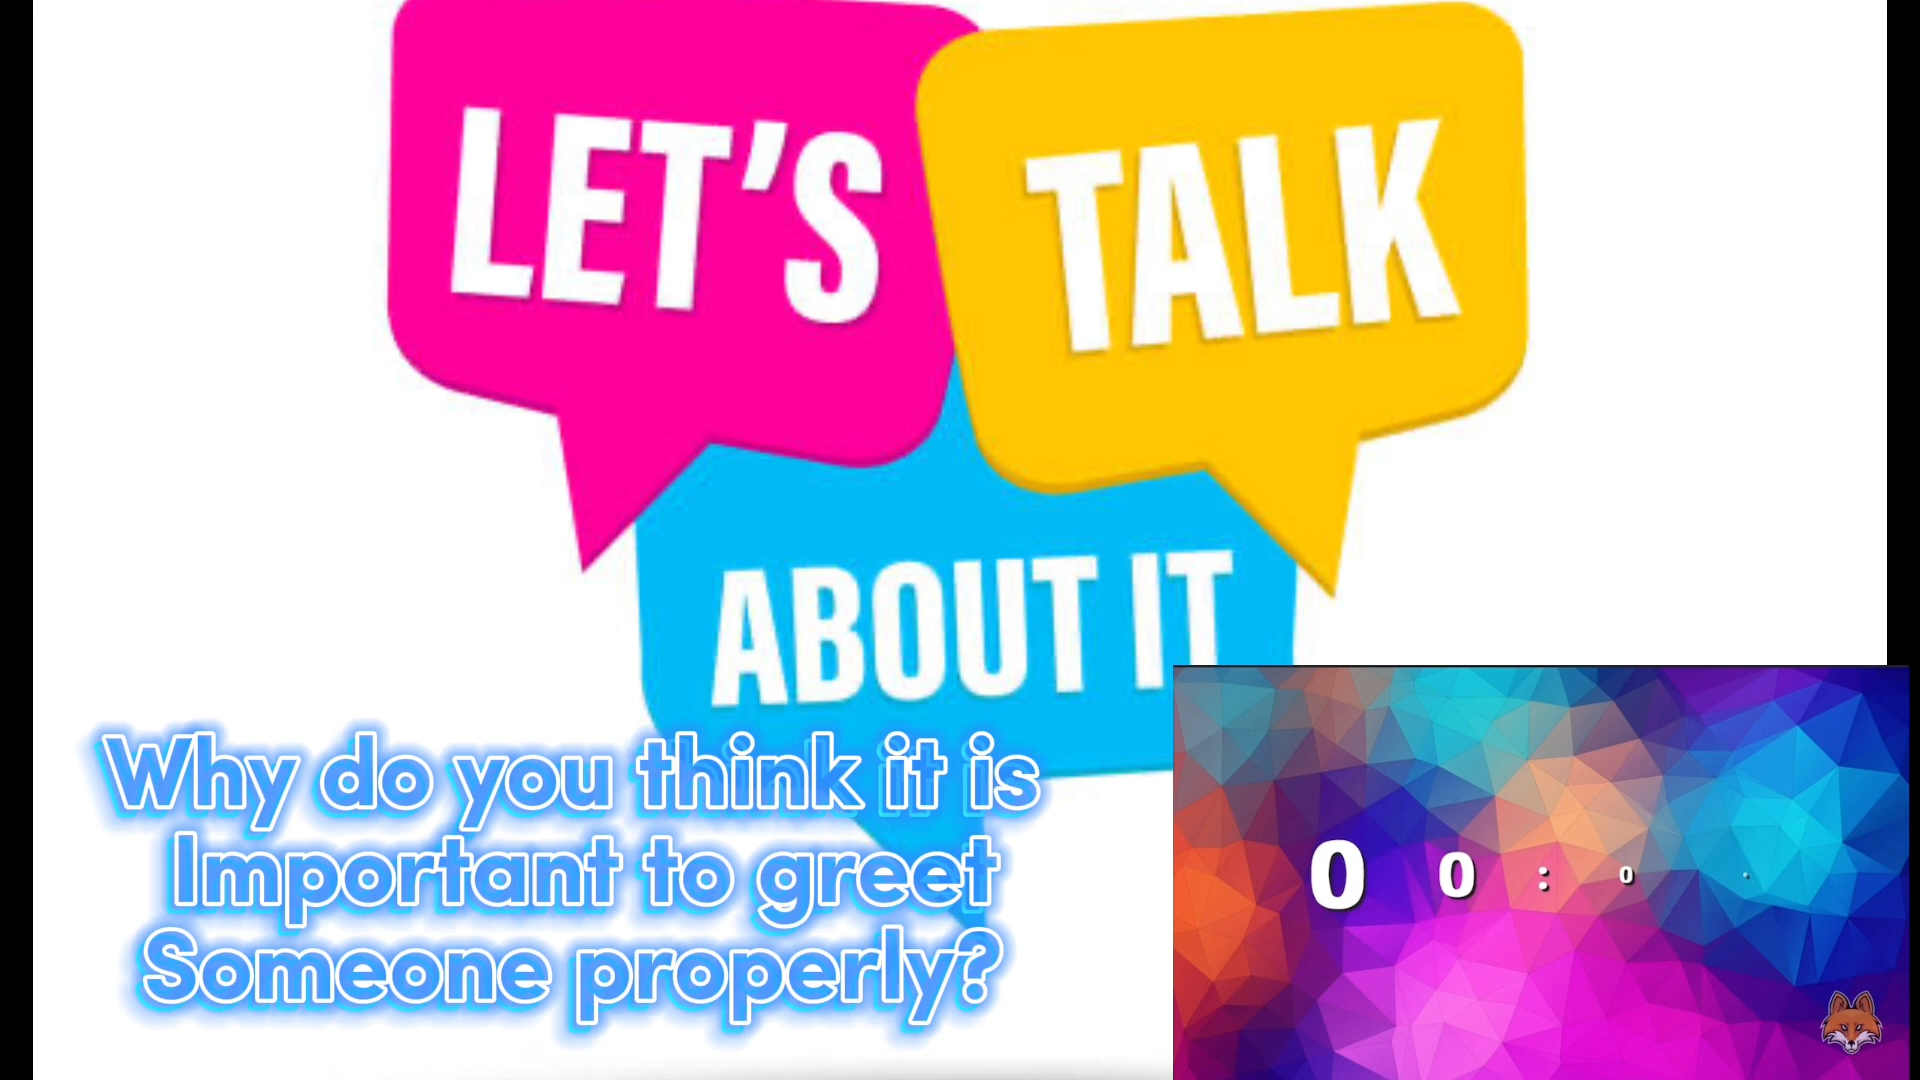 LET'S TALK
ABOUT IT
Why do you think it is
Important to greet
Someone properly?
0 0 : 0